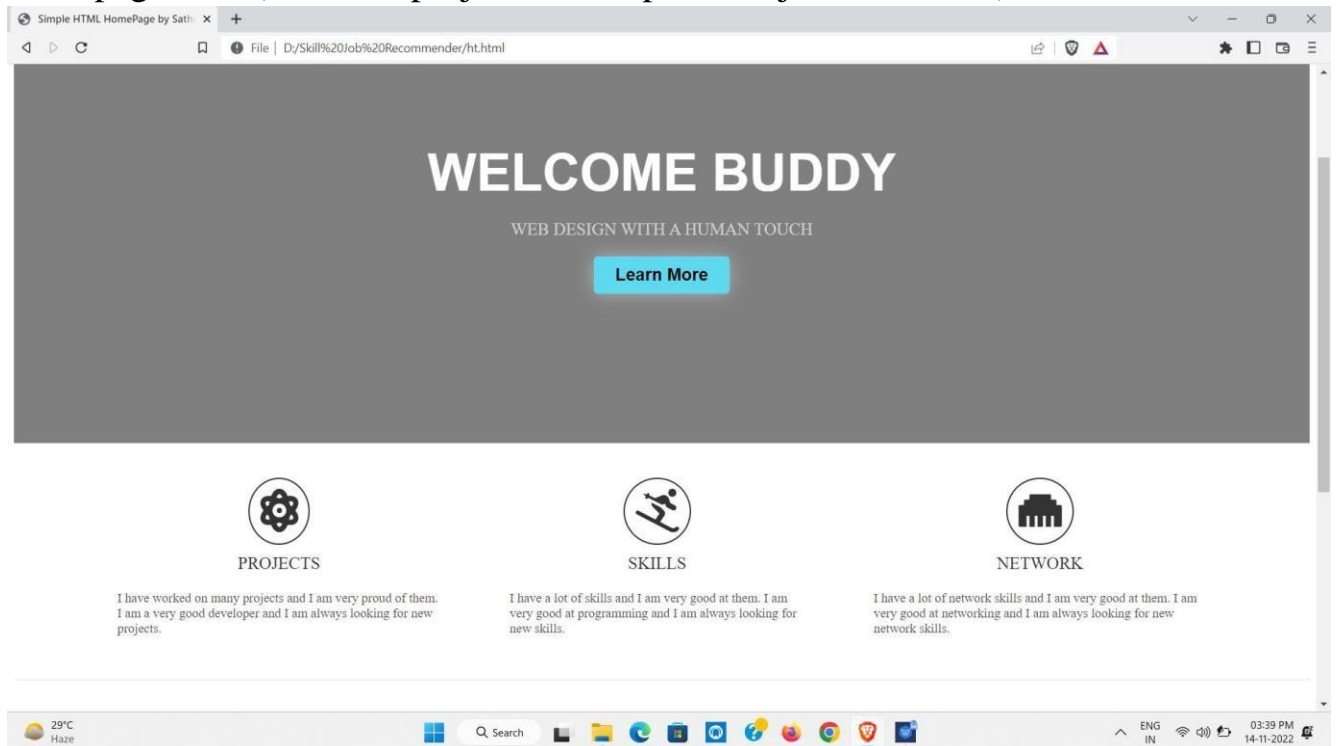 Simple HTML HomePage by Sath
File | D:/Skill%20Job%20Recommender/ht.html
WELCOME BUDDY
WEB DESIGN WITH A HUMAN TOUCH
Learn More
PROJECTS
I have worked on many projects and I am very proud of them.
I am a very good developer and I am always looking for new
projects.
SKILLS
I have a lot of skills and I am very good at them. I am
very good at programming and I am always looking for
new skills.
NETWORK
I have a lot of network skills and I am very good at them. I am
very good at networking and I am always looking for new
network skills.
29°C
Haze
Search
ENG
IN
03:39 PM
14-11-2022